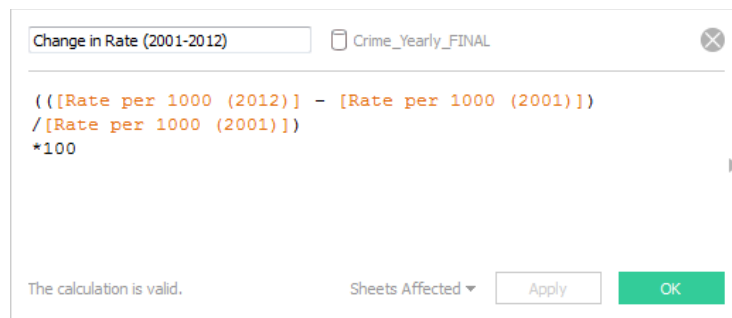 Change in Rate (2001-2012) Crime_Yearly_FINAL
(([Rate per 1000 (2012)] - [Rate per 1000 (2001)])
/[Rate per 1000 (2001)])
*100
The calculation is valid. Sheets Affected Apply OK